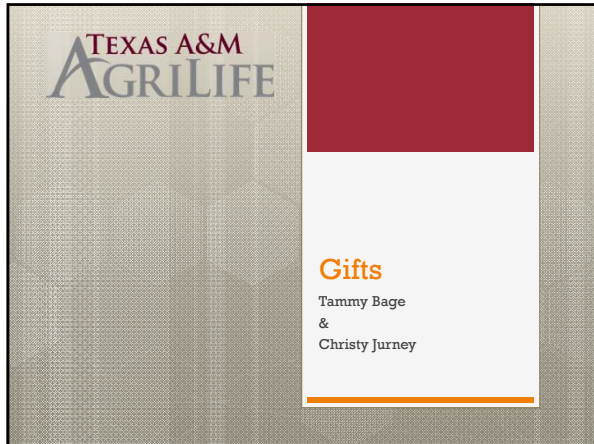 TEXAS A&M
AGRILIFE
Gifts
Tammy Bage
&
Christy Jurney